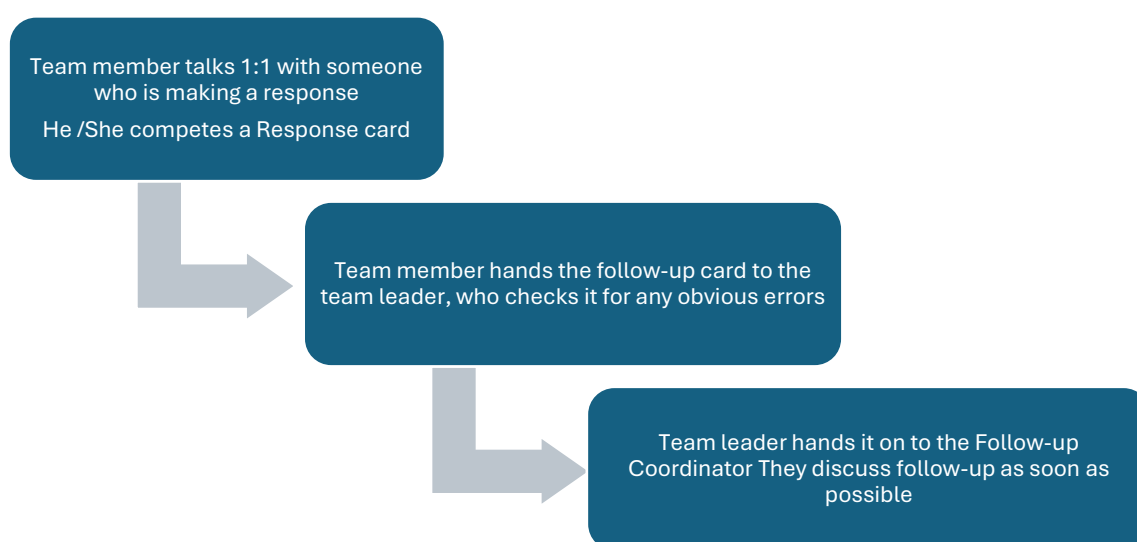 Team member talks 1:1 with someone
who is making a response
He /She competes a Response card
Team member hands the follow-up card to the
team leader, who checks it for any obvious errors
Team leader hands it on to the Follow-up
Coordinator They discuss follow-up as soon as
possible